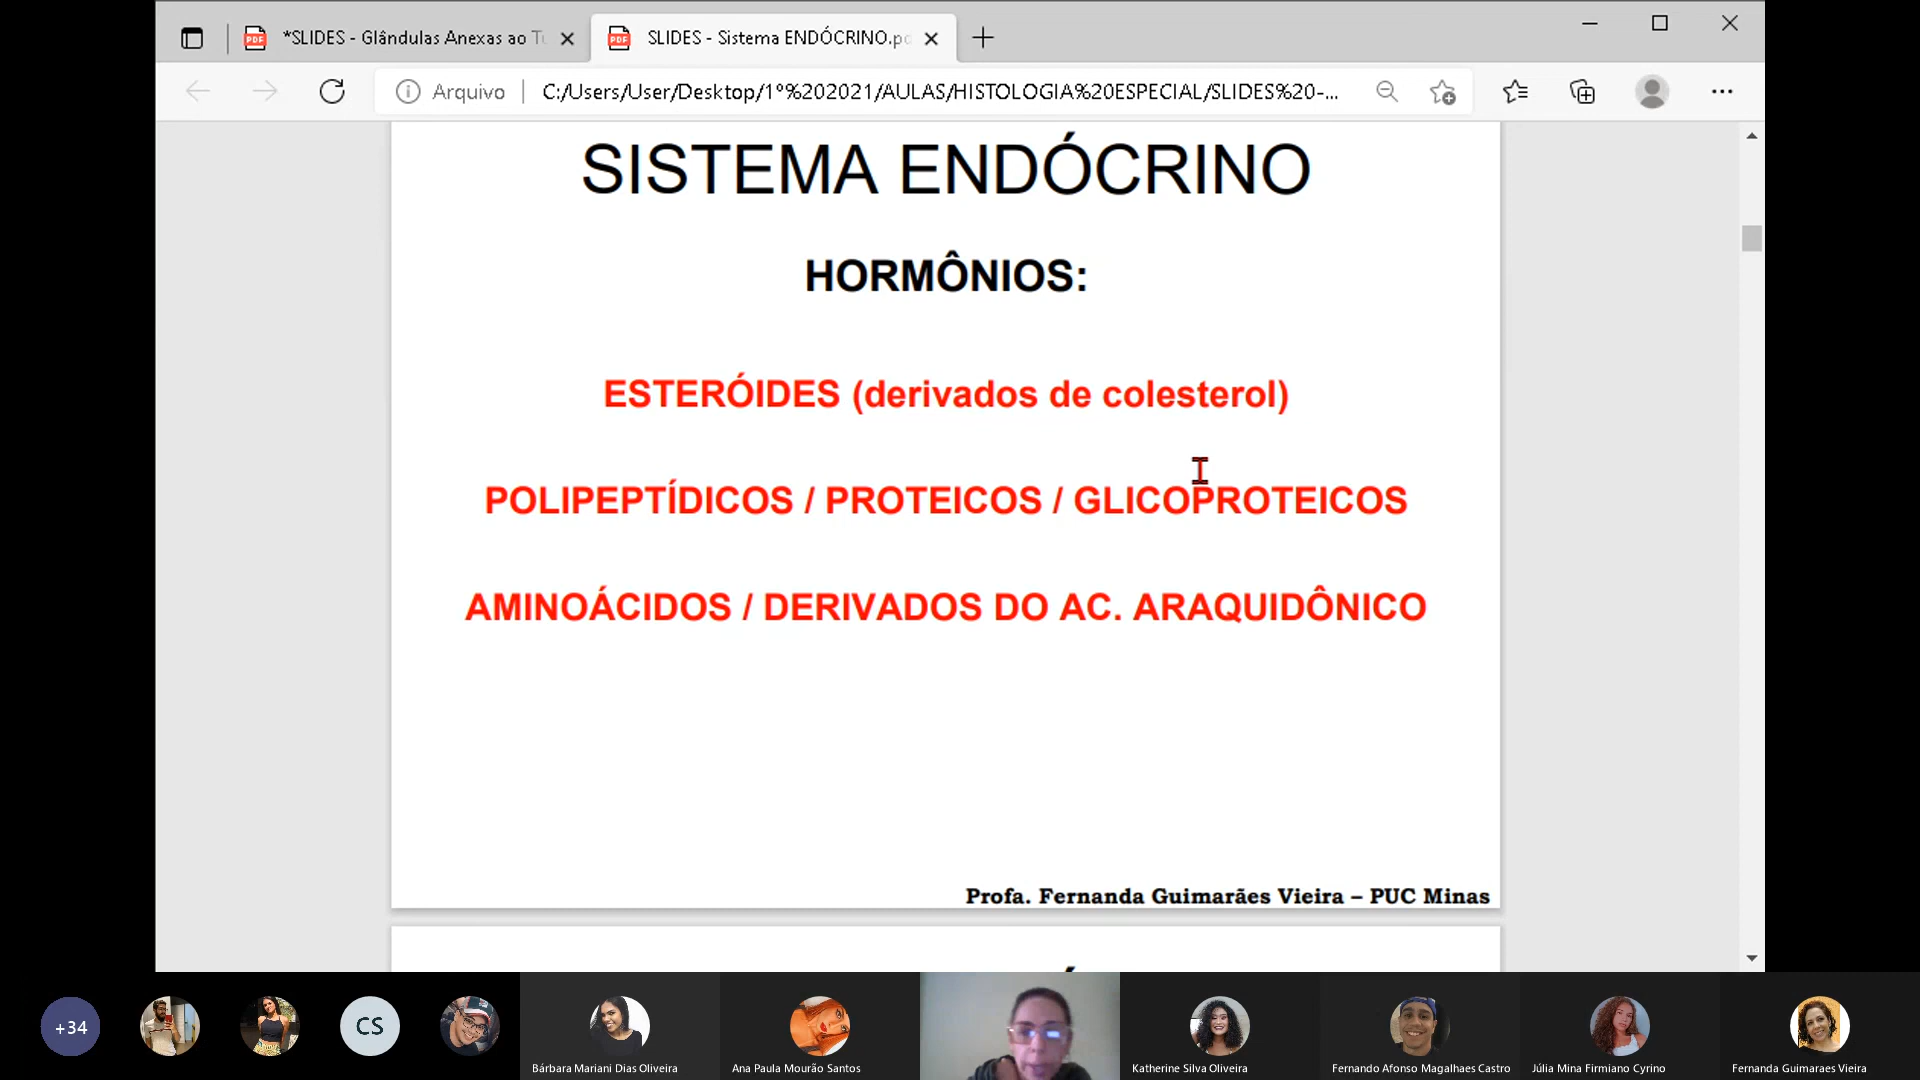 *SLIDES - Glândulas Anexas ao T
SLIDES - Sistema ENDÓCRINO.p
Arquivo
C:/Users/User/Desktop/1º%202021/AULAS/HISTOLOGIA%20ESPECIAL/SLIDES%20-...
SISTEMA ENDÓCRINO
HORMÔNIOS:
ESTERÓIDES (derivados de colesterol)
POLIPEPTÍDICOS / PROTEICOS / GLICOPROTEICOS
AMINOÁCIDOS / DERIVADOS DO AC. ARAQUIDÔNICO
Profa. Fernanda Guimarães Vieira – PUC Minas
+34
CS
Bárbara Mariani Dias Oliveira
Ana Paula Mourão Santos
Katherine Silva Oliveira
Fernando Afonso Magalhaes Castro
Júlia Mina Firmiano Cyrino
Fernanda Guimaraes Vieira